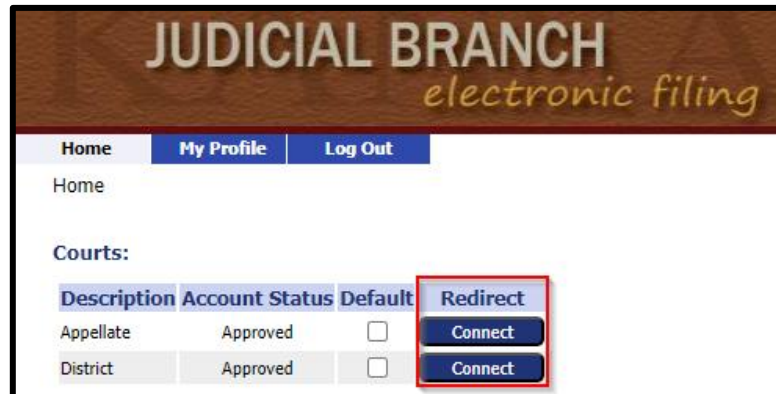 JUDICIAL BRANCH
electronic filing
Home My Profile Log Out
Home
Courts:
Description Account Status Default Redirect
Appellate Approved Connect
District Approved Connect